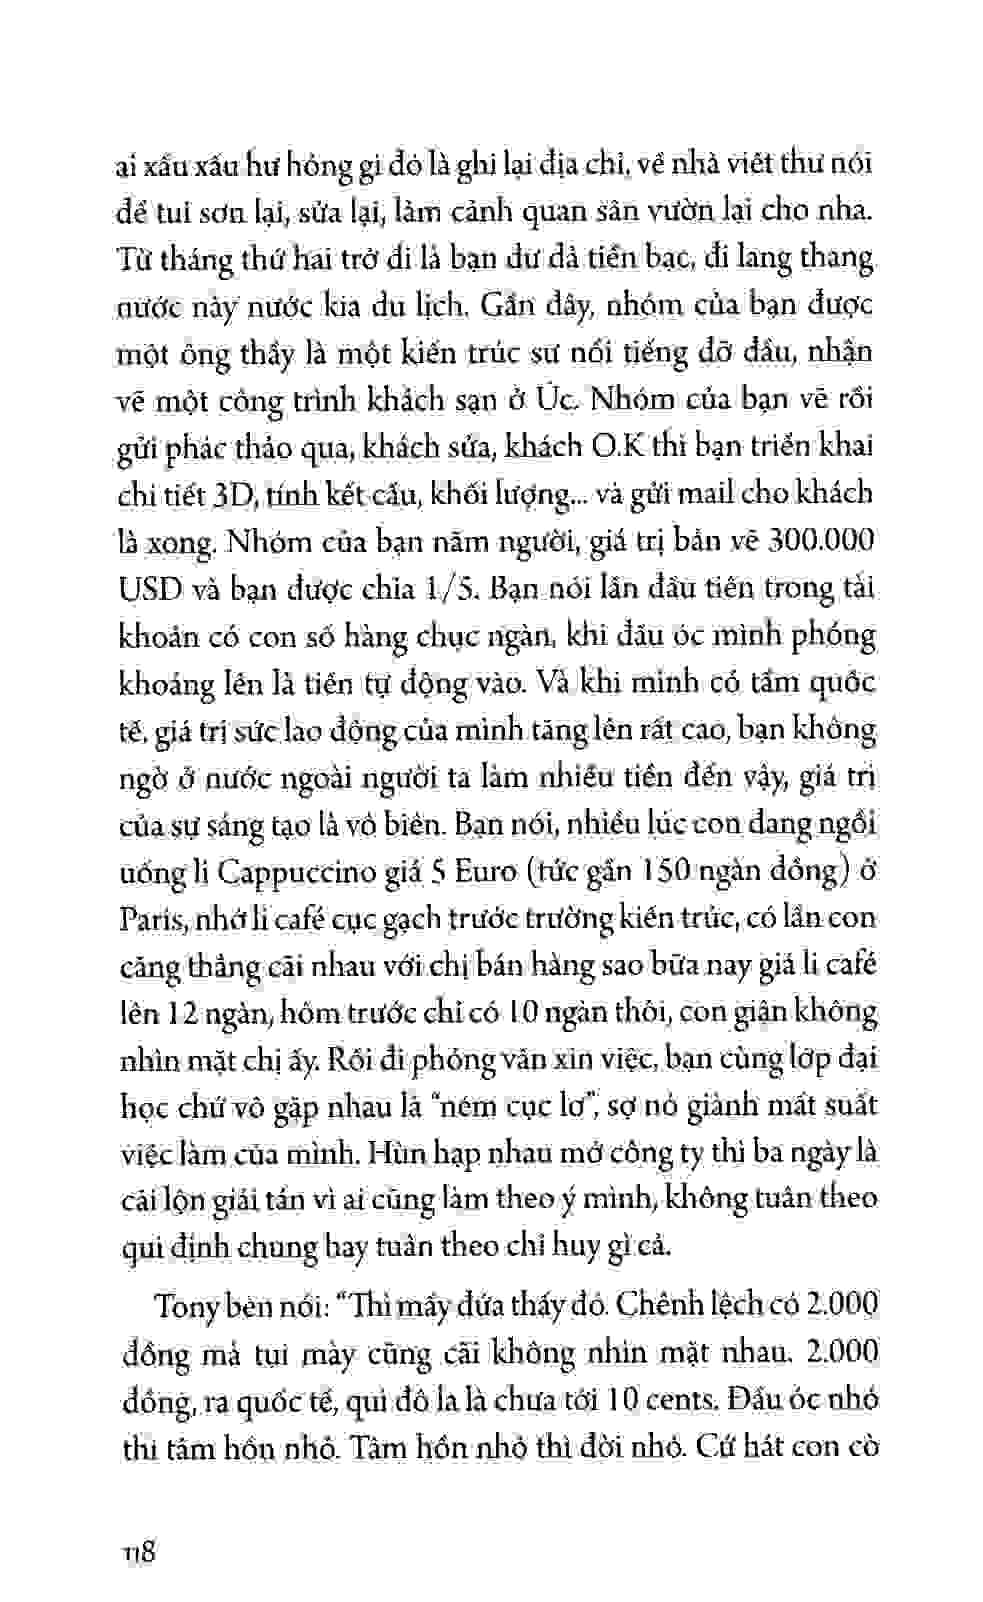 ai xấu xấu hư hỏng gì đó là ghi lại địa chỉ, về nhà viết thư nói
để tui sơn lại, sửa lại, làm cảnh quan sân vườn lại cho nha.
Từ tháng thứ hai trở đi là bạn dư dả tiền bạc, đi lang thang
nước này nước kia du lịch. Gần đây, nhóm của bạn được
một ông thầy là một kiến trúc sư nổi tiếng đỡ đầu, nhận
vẽ một công trình khách sạn ở Úc. Nhóm của bạn vẽ rồi
gửi phác thảo qua, khách sửa, khách O.K thì bạn triển khai
chi tiết 3D, tính kết cấu, khối lượng... và gửi mail cho khách
là xong. Nhóm của bạn năm người, giá trị bản vẽ 300.000
USD và bạn được chia 1/5. Bạn nói lần đầu tiên trong tài
khoản có con số hàng chục ngàn, khi đầu óc mình phóng
khoáng lên là tiền tự động vào. Và khi mình có tầm quốc
tế, giá trị sức lao động của mình tăng lên rất cao, bạn không
ngờ ở nước ngoài người ta làm nhiều tiền đến vậy, giá trị
của sự sáng tạo là vô biên. Bạn nói, nhiều lúc con đang ngồi
uống li Cappuccino giá 5 Euro (tức gần 150 ngàn đồng) ở
Paris, nhớ li café cục gạch trước trường kiến trúc, có lần con
căng thẳng cãi nhau với chị bán hàng sao bữa nay giá li café
lên 12 ngàn, hôm trước chỉ có 10 ngàn thôi, con giận không
nhìn mặt chị ấy. Rồi đi phỏng vấn xin việc, bạn cùng lớp đại
học chứ vô gặp nhau là “ném cục lơ”, sợ nó giành mất suất
việc làm của mình. Hùn hạp nhau mở công ty thì ba ngày là
cãi lộn giải tán vì ai cũng làm theo ý mình, không tuân theo
qui định chung hay tuân theo chỉ huy gì cả.
Tony bèn nói: “Thì mấy đứa thấy đó. Chênh lệch có 2.000
đồng mà tụi mày cũng cãi không nhìn mặt nhau. 2.000
đồng, ra quốc tế, qui đô la là chưa tới 10 cents. Đầu óc nhỏ
thì tâm hồn nhỏ. Tâm hồn nhỏ thì đời nhỏ. Cứ hát con cò
118